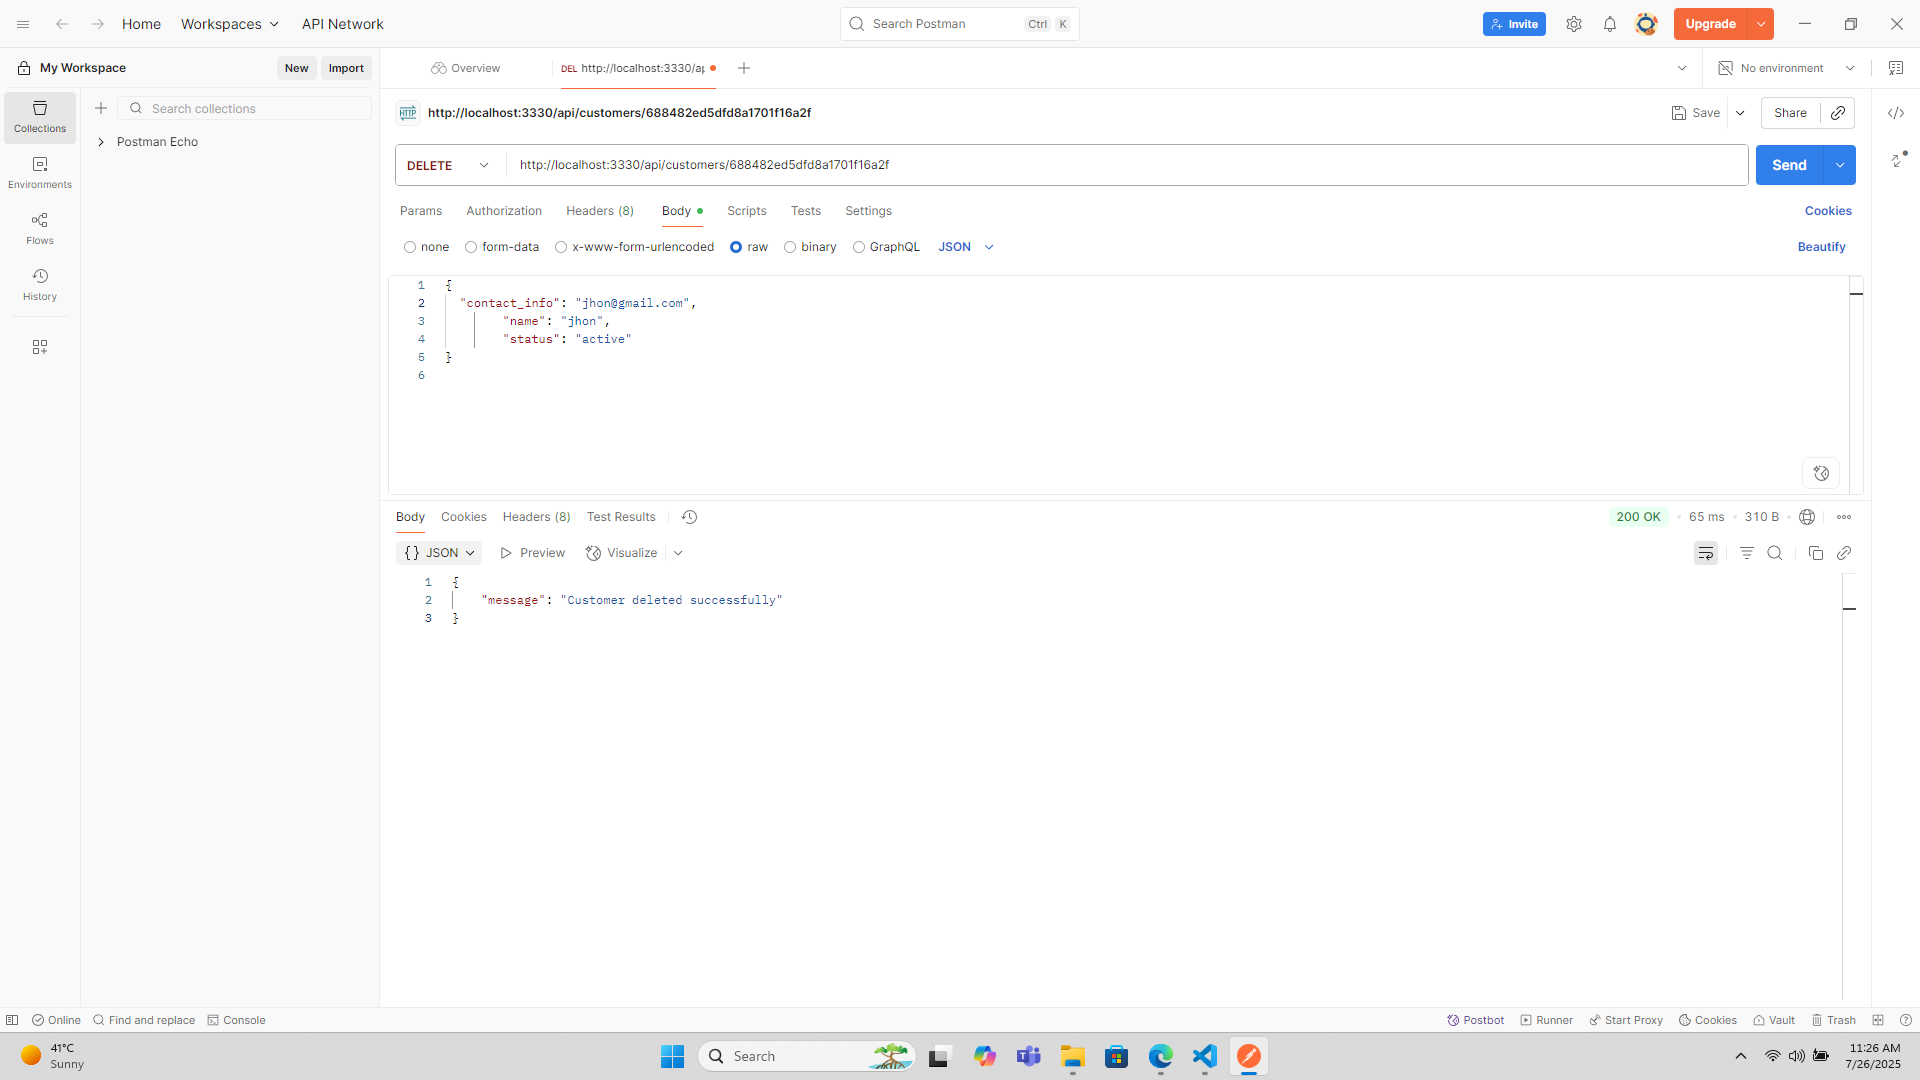 Home Workspaces API Network Search Postman Ctrl K Invite Upgrade
My Workspace New Import Overview DEL http://localhost:3330/ap No environment
Search collections http://localhost:3330/api/customers/688482ed5dfd8a1701f16a2f Save Share
Collections
Postman Echo
DELETE http://localhost:3330/api/customers/688482ed5dfd8a1701f16a2f Send
Environments
Params Authorization Headers (8) Body Scripts Tests Settings Cookies
Flows
none form-data x-www-form-urlencoded raw binary GraphQL JSON Beautify
History
1 {
2 "contact_info": "jhon@gmail.com",
3 "name": "jhon",
4 "status": "active"
5 }
6
Body Cookies Headers (8) Test Results 200 OK 65 ms 310 B
{} JSON Preview Visualize
1 {
2 "message": "Customer deleted successfully"
3 }
Online Find and replace Console Postbot Runner Start Proxy Cookies Vault Trash
41°C
Sunny
Search
11:26 AM
7/26/2025